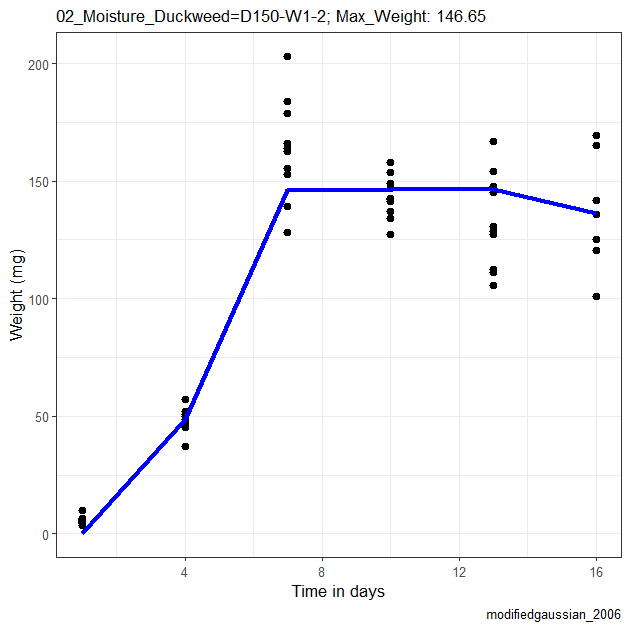 02_Moisture_Duckweed=D150-W1-2; Max_Weight: 146.65
200
150
100
50
0
Weight (mg)
4 8 12 16
Time in days
modifiedgaussian_2006